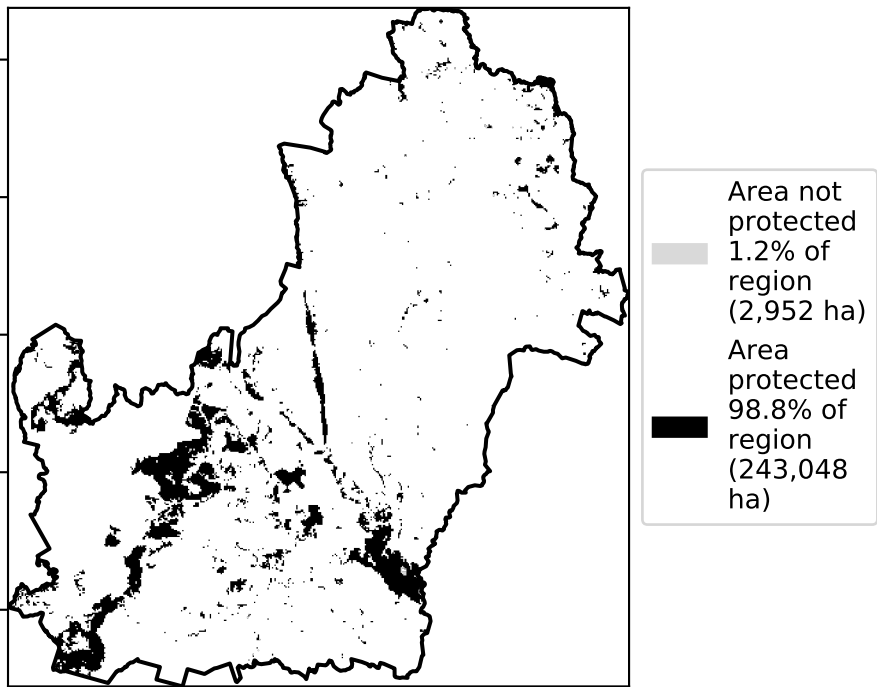 Area not
protected
1.2% of
region
(2,952 ha)
Area
protected
98.8% of
region
(243,048
ha)